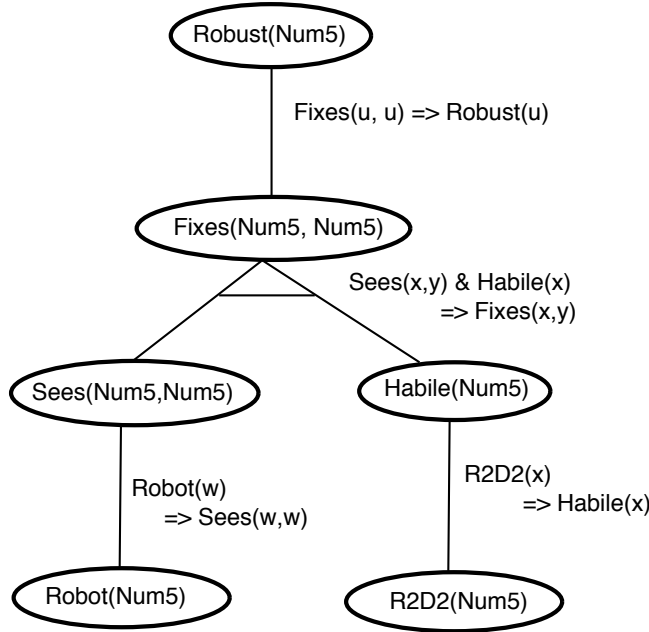 Robust(Num5)
Fixes(u, u) => Robust(u)
Fixes(Num5, Num5)
Sees(x,y) & Habile(x)
=> Fixes(x,y)
Sees(Num5,Num5)
Habile(Num5)
Robot(w)
=> Sees(w,w)
R2D2(x)
=> Habile(x)
Robot(Num5)
R2D2(Num5)